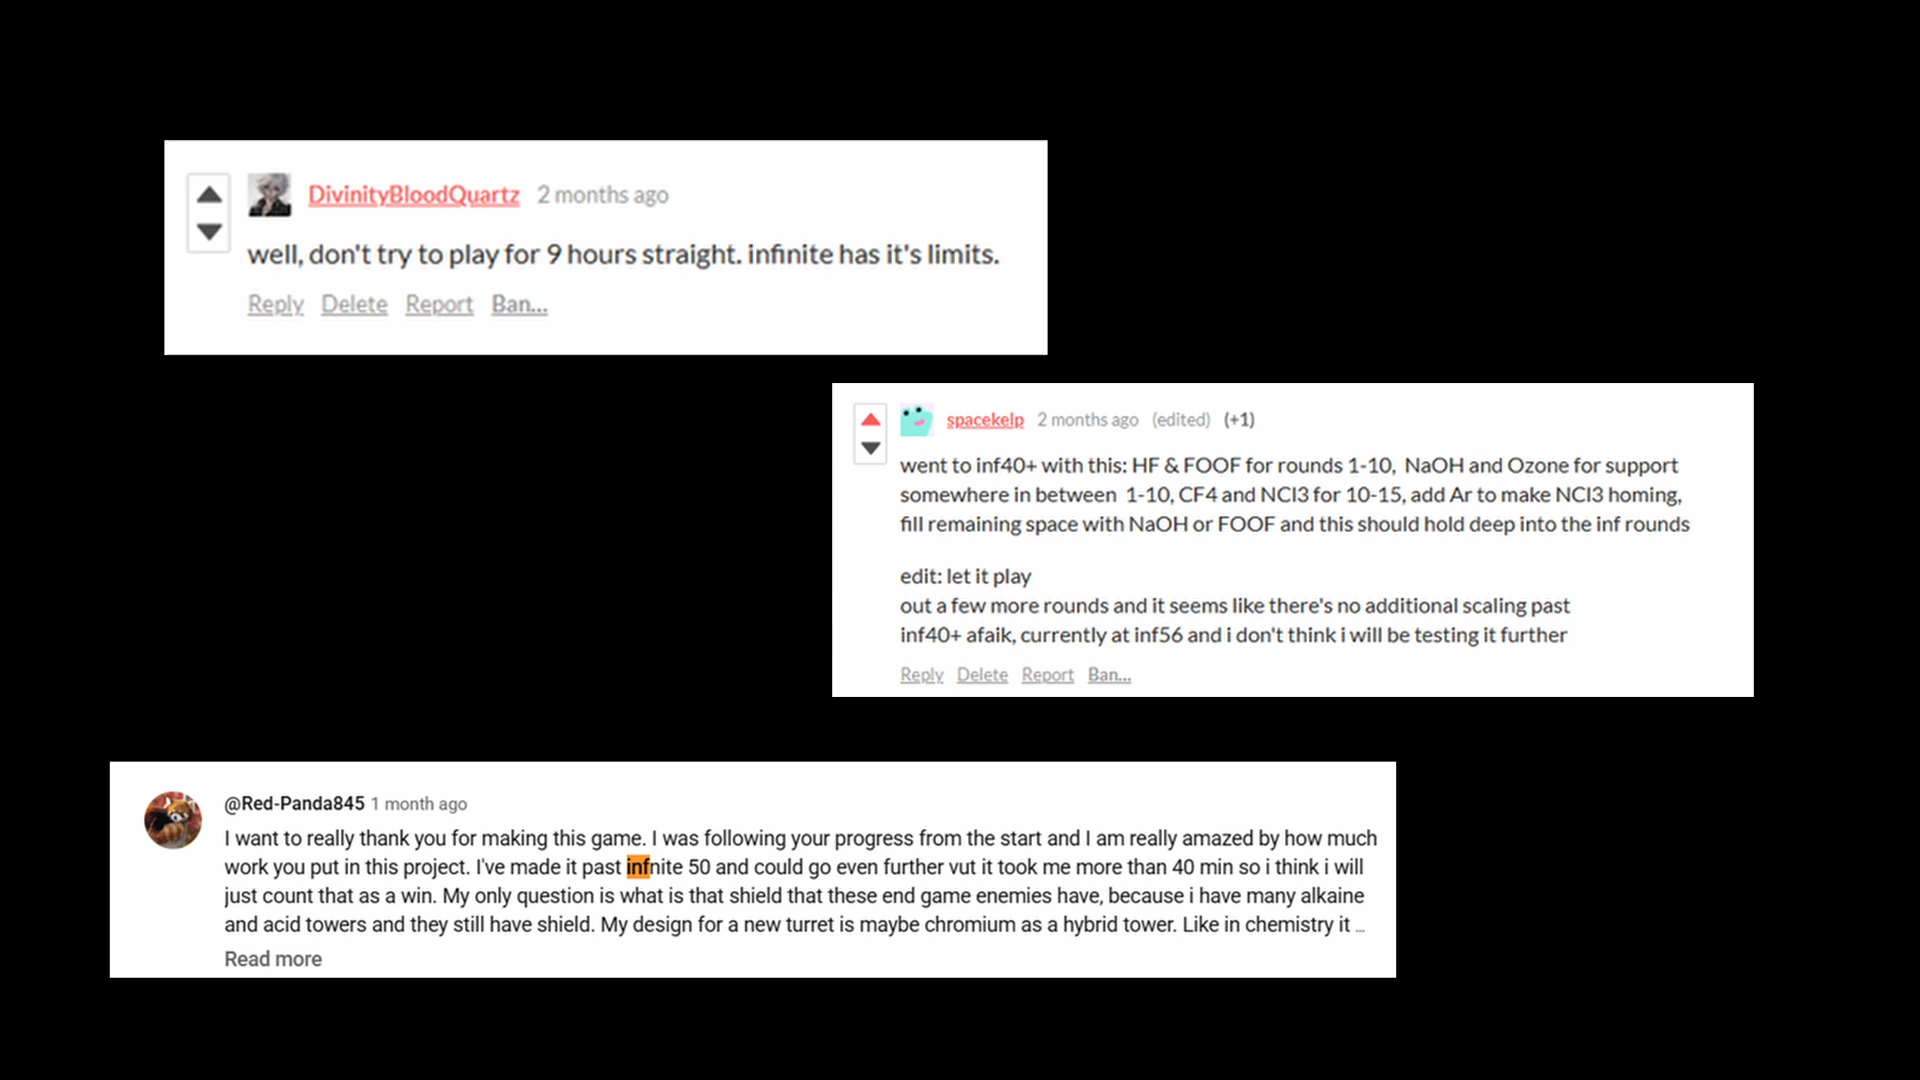 DivinityBloodQuartz 2 months ago
well, don't try to play for 9 hours straight. infinite has it's limits.
Reply Delete Report Ban...
spacekelp 2 months ago (edited) (+1)
went to inf40+ with this: HF & FOOF for rounds 1-10, NaOH and Ozone for support
somewhere in between 1-10, CF4 and NCl3 for 10-15, add Ar to make NCl3 homing,
fill remaining space with NaOH or FOOF and this should hold deep into the inf rounds
edit: let it play
out a few more rounds and it seems like there's no additional scaling past
inf40+ afaik, currently at inf56 and i don't think i will be testing it further
Reply Delete Report Ban...
@Red-Panda845 1 month ago
I want to really thank you for making this game. I was following your progress from the start and I am really amazed by how much
work you put in this project. I've made it past infnite 50 and could go even further vut it took me more than 40 min so i think i will
just count that as a win. My only question is what is that shield that these end game enemies have, because i have many alkaine
and acid towers and they still have shield. My design for a new turret is maybe chromium as a hybrid tower. Like in chemistry it ...
Read more